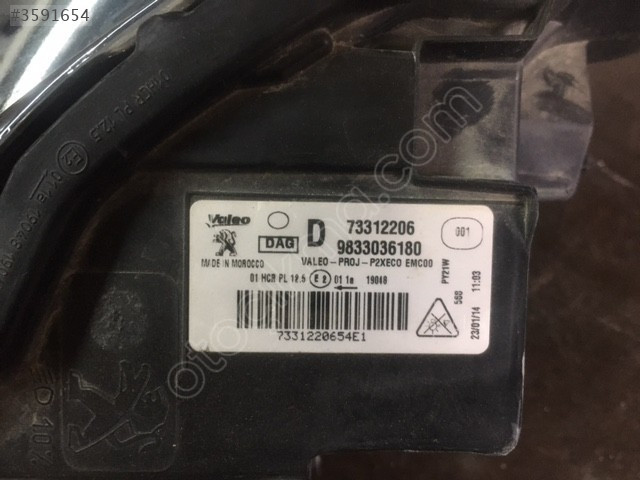 #3591654
Valeo
DAG
D
73312206
9833036180
001
MADE IN MOROCCO
VALEO-PROJ-P2XECO EMC00
01 HCR PL 12.5 E2 01 1a 19048
PY21W
568
23/01/14 11:03
7331220654E1